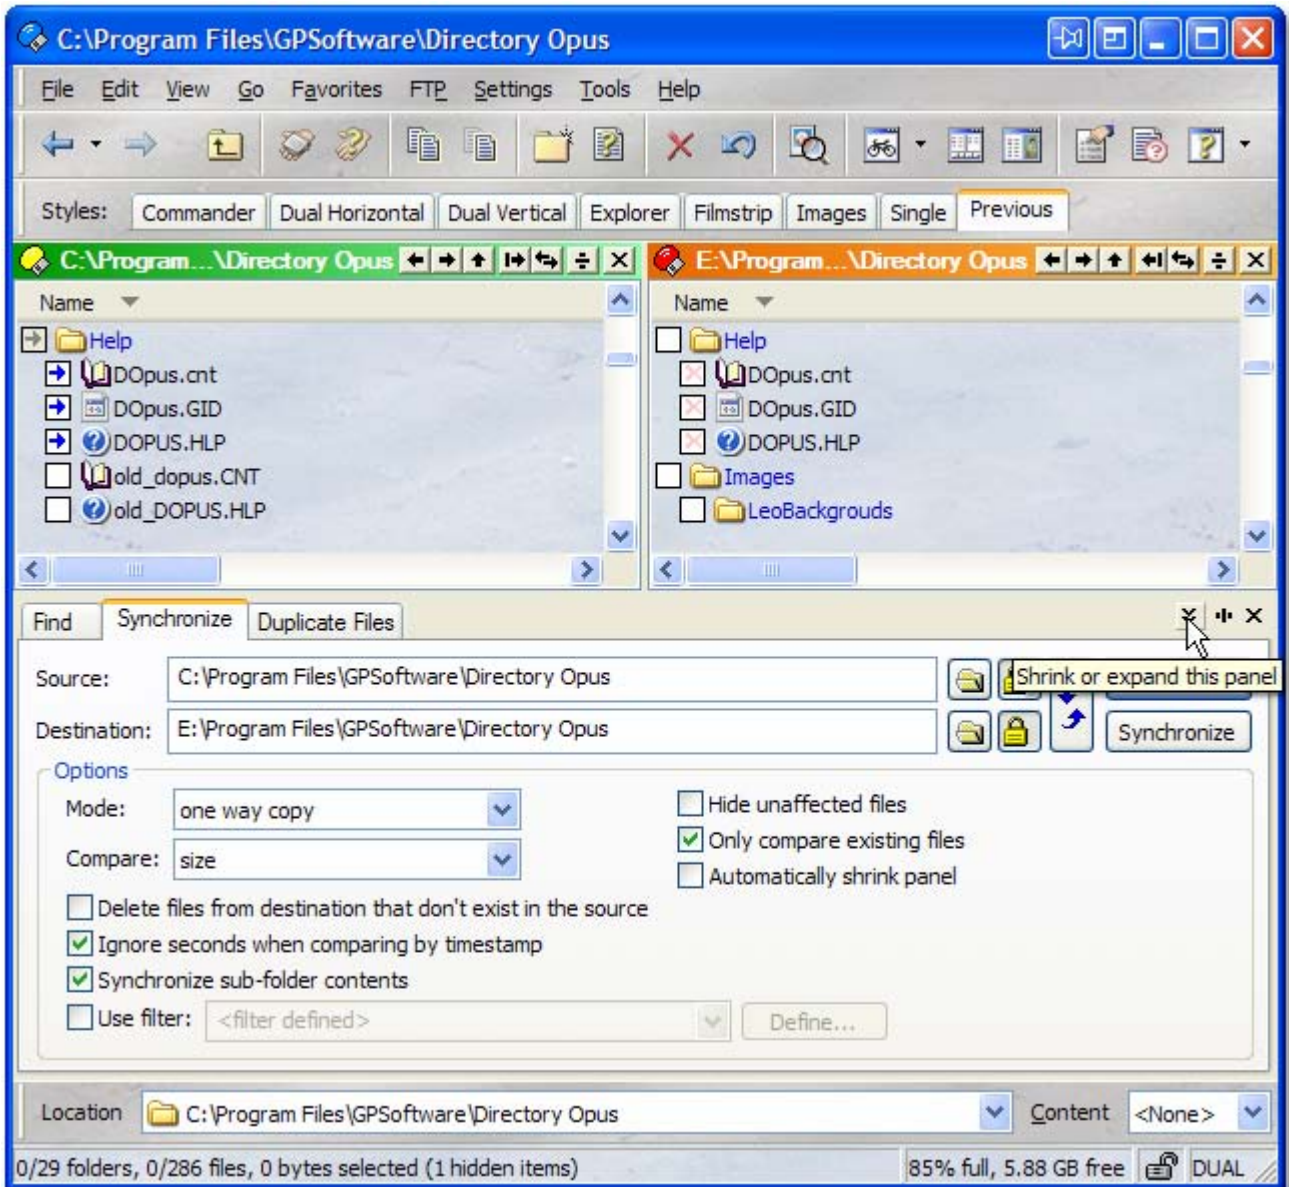 C:\Program Files\GPSoftware\Directory Opus
File Edit View Go Favorites FTP Settings Tools Help
Styles: Commander Dual Horizontal Dual Vertical Explorer Filmstrip Images Single Previous
C:\Program...\Directory Opus E:\Program...\Directory Opus
Name Name
Help Help
DOpus.cnt DOpus.cnt
DOpus.GID DOpus.GID
DOPUS.HLP DOPUS.HLP
old_dopus.CNT Images
old_DOPUS.HLP LeoBackgrouds
Find Synchronize Duplicate Files
Source: C:\Program Files\GPSoftware\Directory Opus Shrink or expand this panel
Destination: E:\Program Files\GPSoftware\Directory Opus Synchronize
Options
Mode: one way copy Hide unaffected files
Only compare existing files
Compare: size
Automatically shrink panel
Delete files from destination that don't exist in the source
Ignore seconds when comparing by timestamp
Synchronize sub-folder contents
Use filter: <filter defined> Define...
Location C:\Program Files\GPSoftware\Directory Opus Content <None>
0/29 folders, 0/286 files, 0 bytes selected (1 hidden items) 85% full, 5.88 GB free DUAL